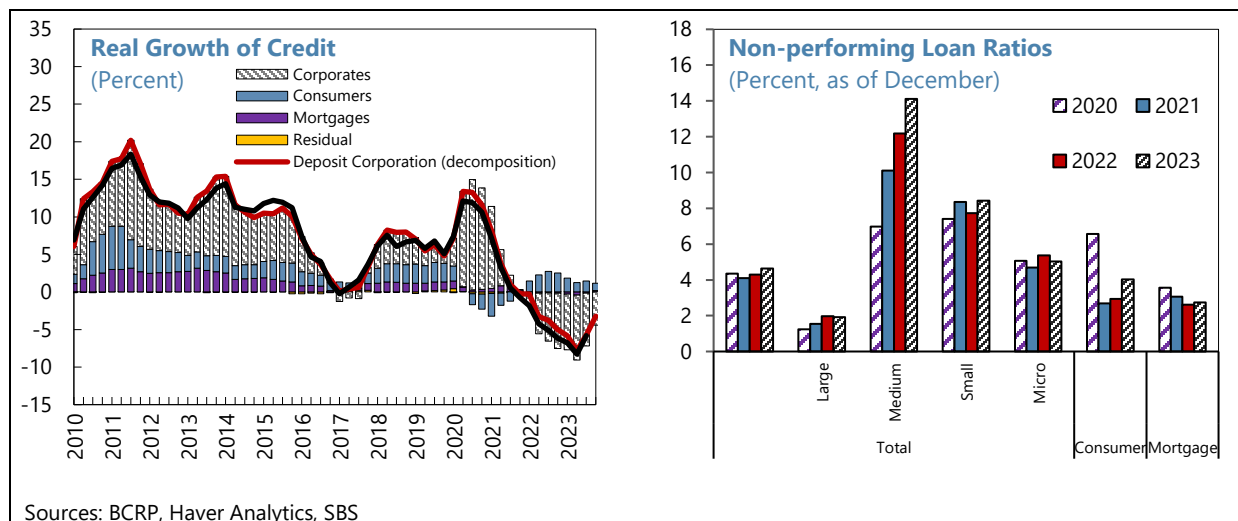 Real Growth of Credit
(Percent)
Corporates
Consumers
Mortgages
Residual
Deposit Corporation (decomposition)
35
30
25
20
15
10
5
0
-5
-10
-15
2010
2011
2012
2013
2014
2015
2016
2017
2018
2019
2020
2021
2022
2023
Non-performing Loan Ratios
(Percent, as of December)
2020 2021
2022 2023
18
16
14
12
10
8
6
4
2
0
Large
Medium
Small
Micro
Total Consumer Mortgage
Sources: BCRP, Haver Analytics, SBS